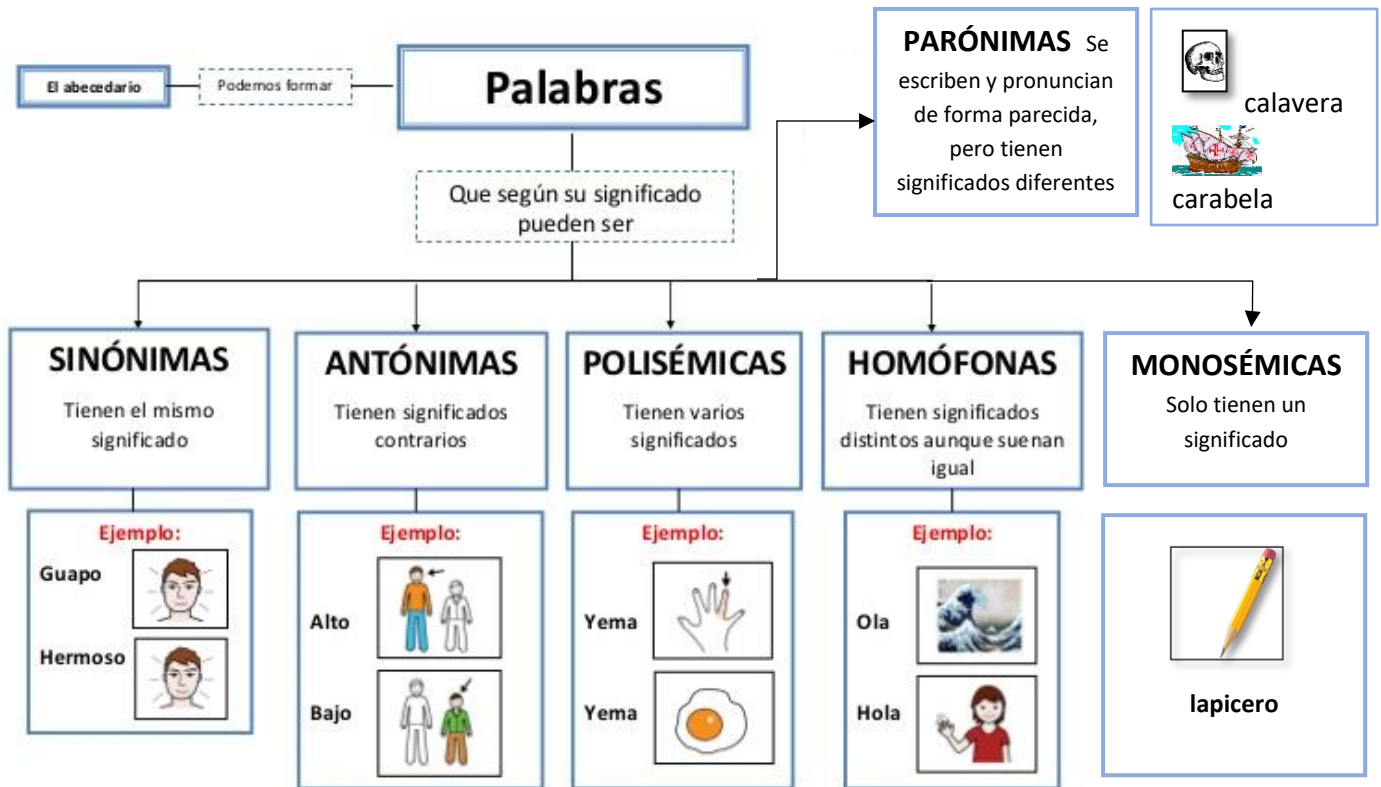 El abecedario
Podemos formar
Palabras
Que según su significado
pueden ser
PARÓNIMAS Se
escriben y pronuncian
de forma parecida,
pero tienen
significados diferentes
calavera
carabela
SINÓNIMAS
Tienen el mismo
significado
Ejemplo:
Guapo
Hermoso
ANTÓNIMAS
Tienen significados
contrarios
Ejemplo:
Alto
Bajo
POLISÉMICAS
Tienen varios
significados
Ejemplo:
Yema
Yema
HOMÓFONAS
Tienen significados
distintos aunque suenan
igual
Ejemplo:
Ola
Hola
MONOSÉMICAS
Solo tienen un
significado
lapicero